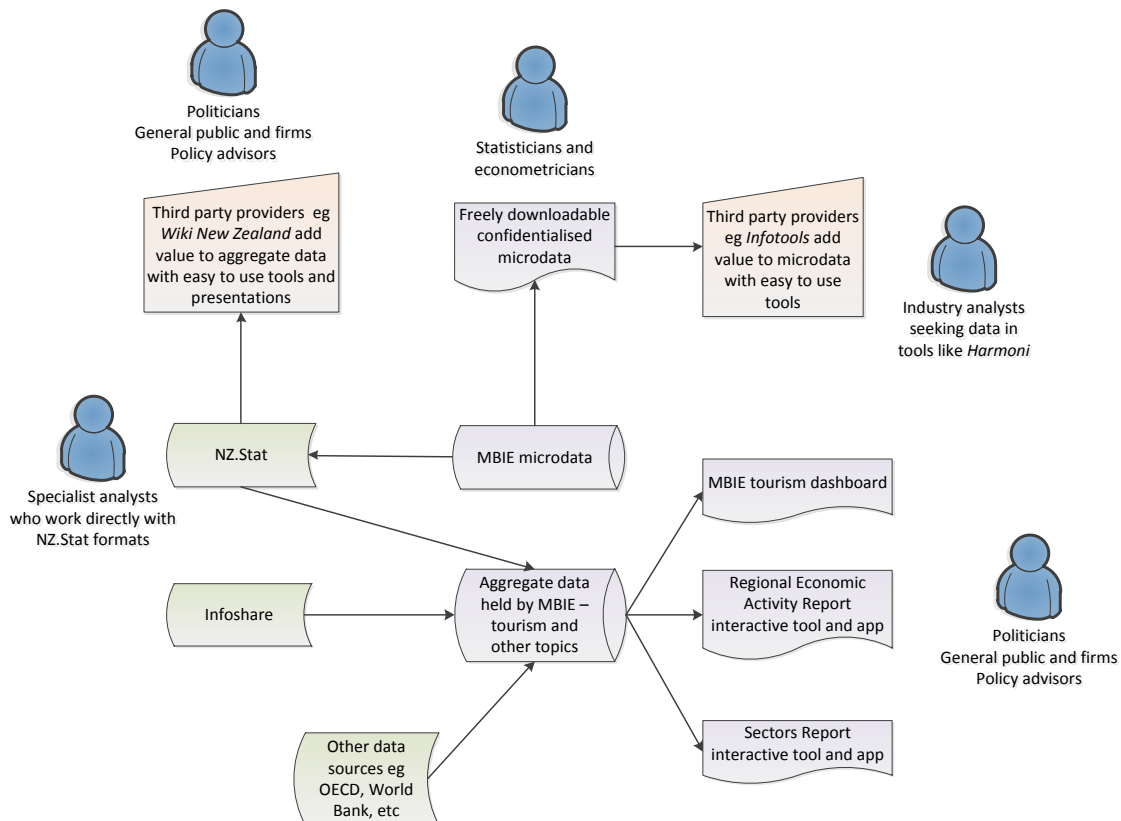 Politicians
General public and firms
Policy advisors
Statisticians and
econometricians
Third party providers eg
Wiki New Zealand add
value to aggregate data
with easy to use tools and
presentations
Freely downloadable
confidentialised
microdata
Third party providers
eg Infotools add
value to microdata
with easy to use
tools
Industry analysts
seeking data in
tools like Harmoni
NZ.Stat
MBIE microdata
Specialist analysts
who work directly with
NZ.Stat formats
MBIE tourism dashboard
Infoshare
Aggregate data
held by MBIE –
tourism and
other topics
Regional Economic
Activity Report
interactive tool and app
Politicians
General public and firms
Policy advisors
Sectors Report
interactive tool and app
Other data
sources eg
OECD, World
Bank, etc